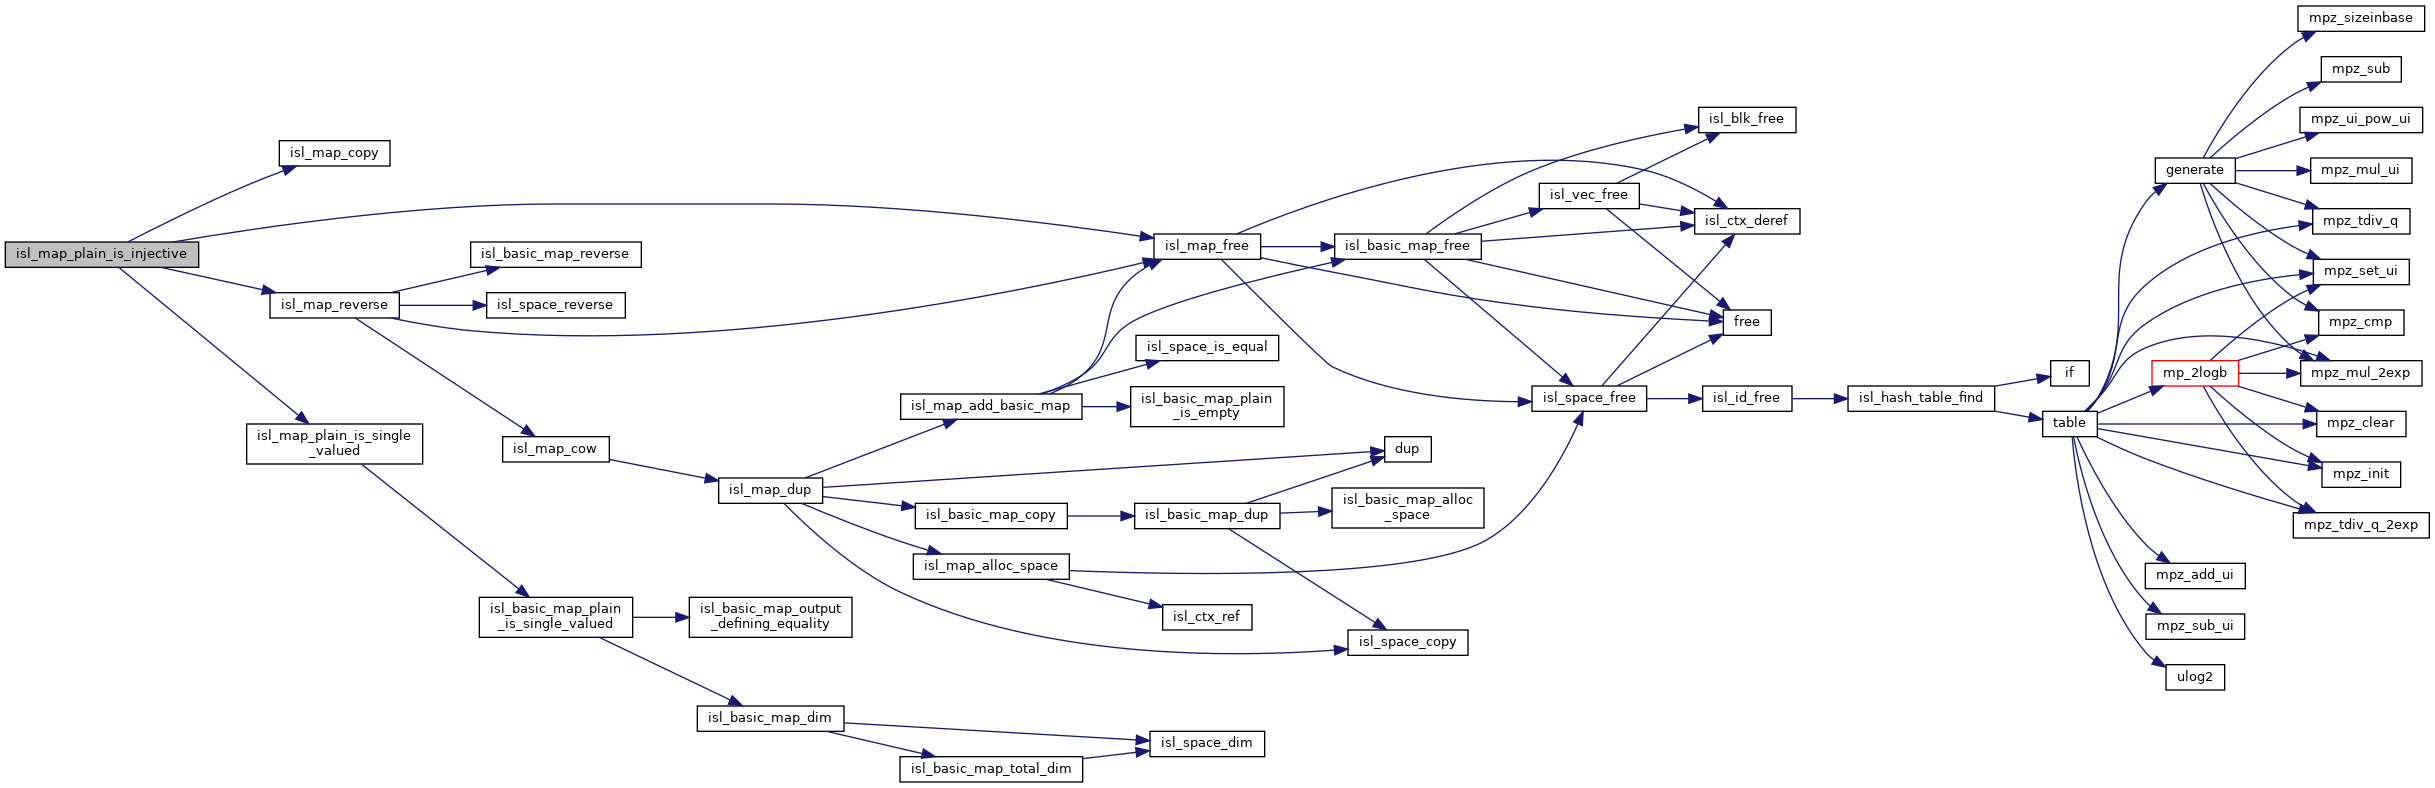 isl_map_plain_is_injective
isl_map_copy
isl_map_reverse
isl_map_plain_is_single
_valued
isl_basic_map_reverse
isl_space_reverse
isl_map_cow
isl_basic_map_plain
_is_single_valued
isl_map_dup
isl_basic_map_output
_defining_equality
isl_basic_map_dim
isl_map_add_basic_map
isl_basic_map_copy
isl_map_alloc_space
isl_basic_map_total_dim
isl_map_free
isl_space_is_equal
isl_basic_map_plain
_is_empty
isl_basic_map_dup
isl_ctx_ref
isl_space_dim
isl_basic_map_free
dup
isl_basic_map_alloc
_space
isl_space_copy
isl_vec_free
isl_space_free
isl_blk_free
isl_ctx_deref
free
isl_id_free
isl_hash_table_find
if
table
generate
mp_2logb
mpz_add_ui
mpz_sub_ui
ulog2
mpz_sizeinbase
mpz_sub
mpz_ui_pow_ui
mpz_mul_ui
mpz_tdiv_q
mpz_set_ui
mpz_cmp
mpz_mul_2exp
mpz_clear
mpz_init
mpz_tdiv_q_2exp